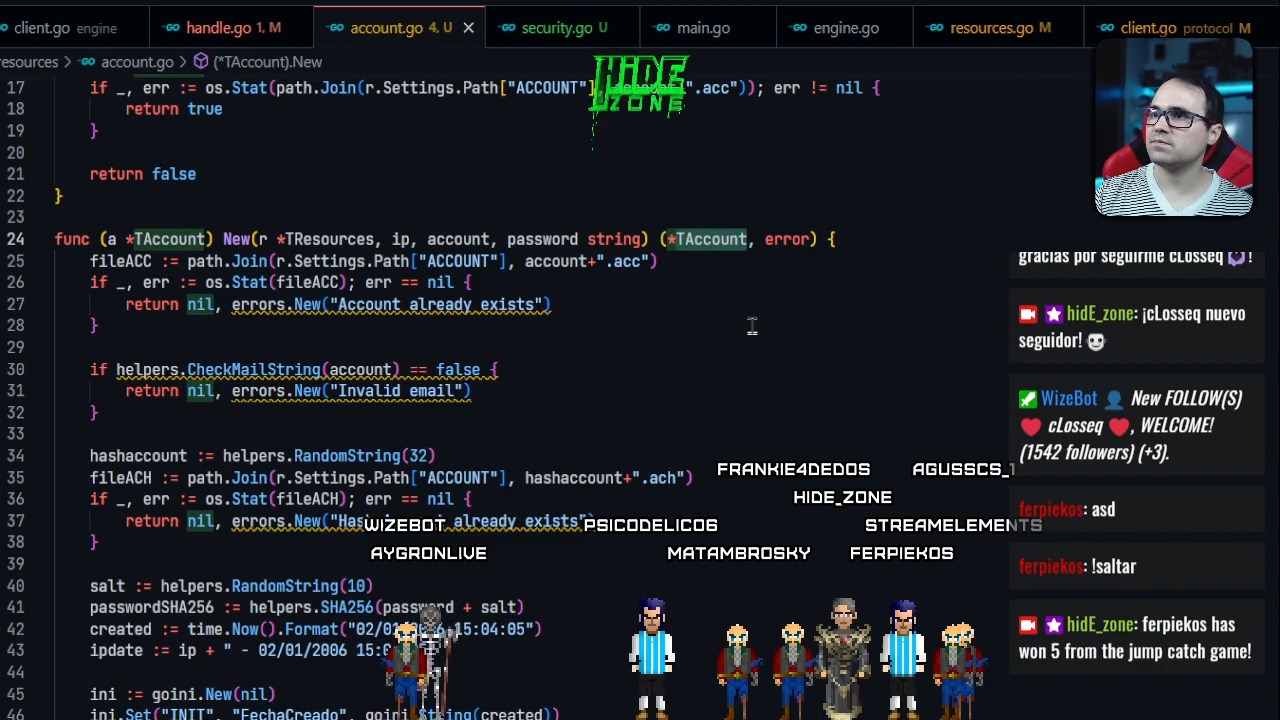 client.go engine
handle.go 1, M
account.go 4, U
security.go U
main.go
engine.go
resources.go M
client.go protocol M
resources > account.go > (*TAccount).New
HidE
ZONE
17 if _, err := os.Stat(path.Join(r.Settings.Path["ACCOUNT"], ".acc")); err != nil {
18 return true
19 }
20
21 return false
22 }
23
24 func (a *TAccount) New(r *TResources, ip, account, password string) (*TAccount, error) {
25 fileACC := path.Join(r.Settings.Path["ACCOUNT"], account+".acc")
26 if _, err := os.Stat(fileACC); err == nil {
27 return nil, errors.New("Account already exists")
28 }
29
30 if helpers.CheckMailString(account) == false {
31 return nil, errors.New("Invalid email")
32 }
33
34 hashaccount := helpers.RandomString(32)
35 fileACH := path.Join(r.Settings.Path["ACCOUNT"], hashaccount+".ach")
36 if _, err := os.Stat(fileACH); err == nil {
37 return nil, errors.New("Has already exists")
38 }
39
40 salt := helpers.RandomString(10)
41 passwordSHA256 := helpers.SHA256(password + salt)
42 created := time.Now().Format("02/01/2006 15:04:05")
43 ipdate := ip + " - 02/01/2006 15:0
44
45 ini := goini.New(nil)
46 ini.Set("INIT", "FechaCreado", goini.String(created))
FRANKIE4DEDOS
AGUSSCS_1
HIDE_ZONE
WIZEBOT
PSICODELICO6
STREAMELEMENTS
AYGRONLIVE
MATAMBROSKY
FERPIEKOS
gracias por seguirme cLosseq !
hidE_zone: ¡cLosseq nuevo
seguidor!
WizeBot New FOLLOW(S)
cLosseq , WELCOME!
(1542 followers) (+3).
ferpiekos: asd
ferpiekos: !saltar
hidE_zone: ferpiekos has
won 5 from the jump catch game!